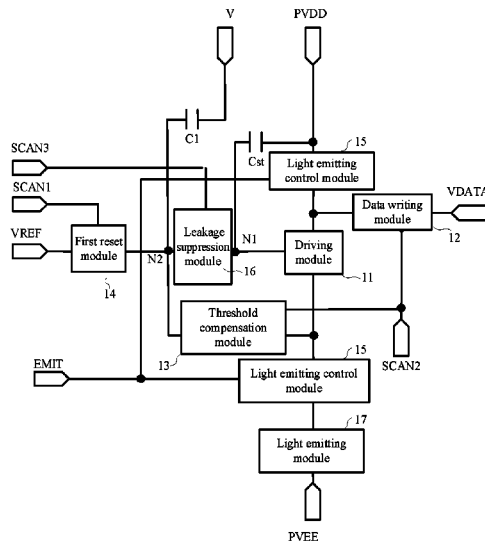 V
PVDD
C1
Cst
15
SCAN3
Light emitting
control module
SCAN1
VDATA
Data writing
module
VREF
First reset
module
N2
Leakage
suppression
module
N1
Driving
module
12
16
14
11
Threshold
compensation
module
13
15
SCAN2
EMIT
Light emitting control
module
17
Light emitting
module
PVEE